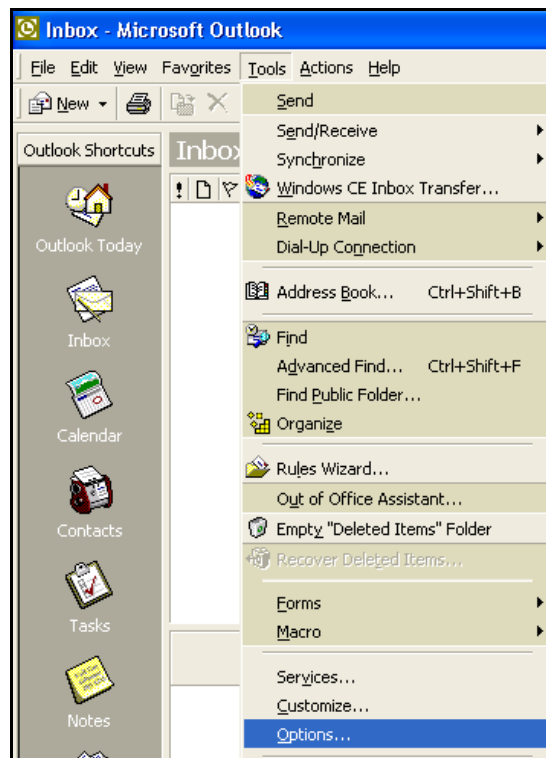 Inbox - Microsoft Outlook
File Edit View Favorites Tools Actions Help
New
Outlook Shortcuts
Inbox
Outlook Today
Inbox
Calendar
Contacts
Tasks
Notes
Send
Send/Receive
Synchronize
Windows CE Inbox Transfer...
Remote Mail
Dial-Up Connection
Address Book... Ctrl+Shift+B
Find
Advanced Find... Ctrl+Shift+F
Find Public Folder...
Organize
Rules Wizard...
Out of Office Assistant...
Empty "Deleted Items" Folder
Recover Deleted Items...
Forms
Macro
Services...
Customize...
Options...